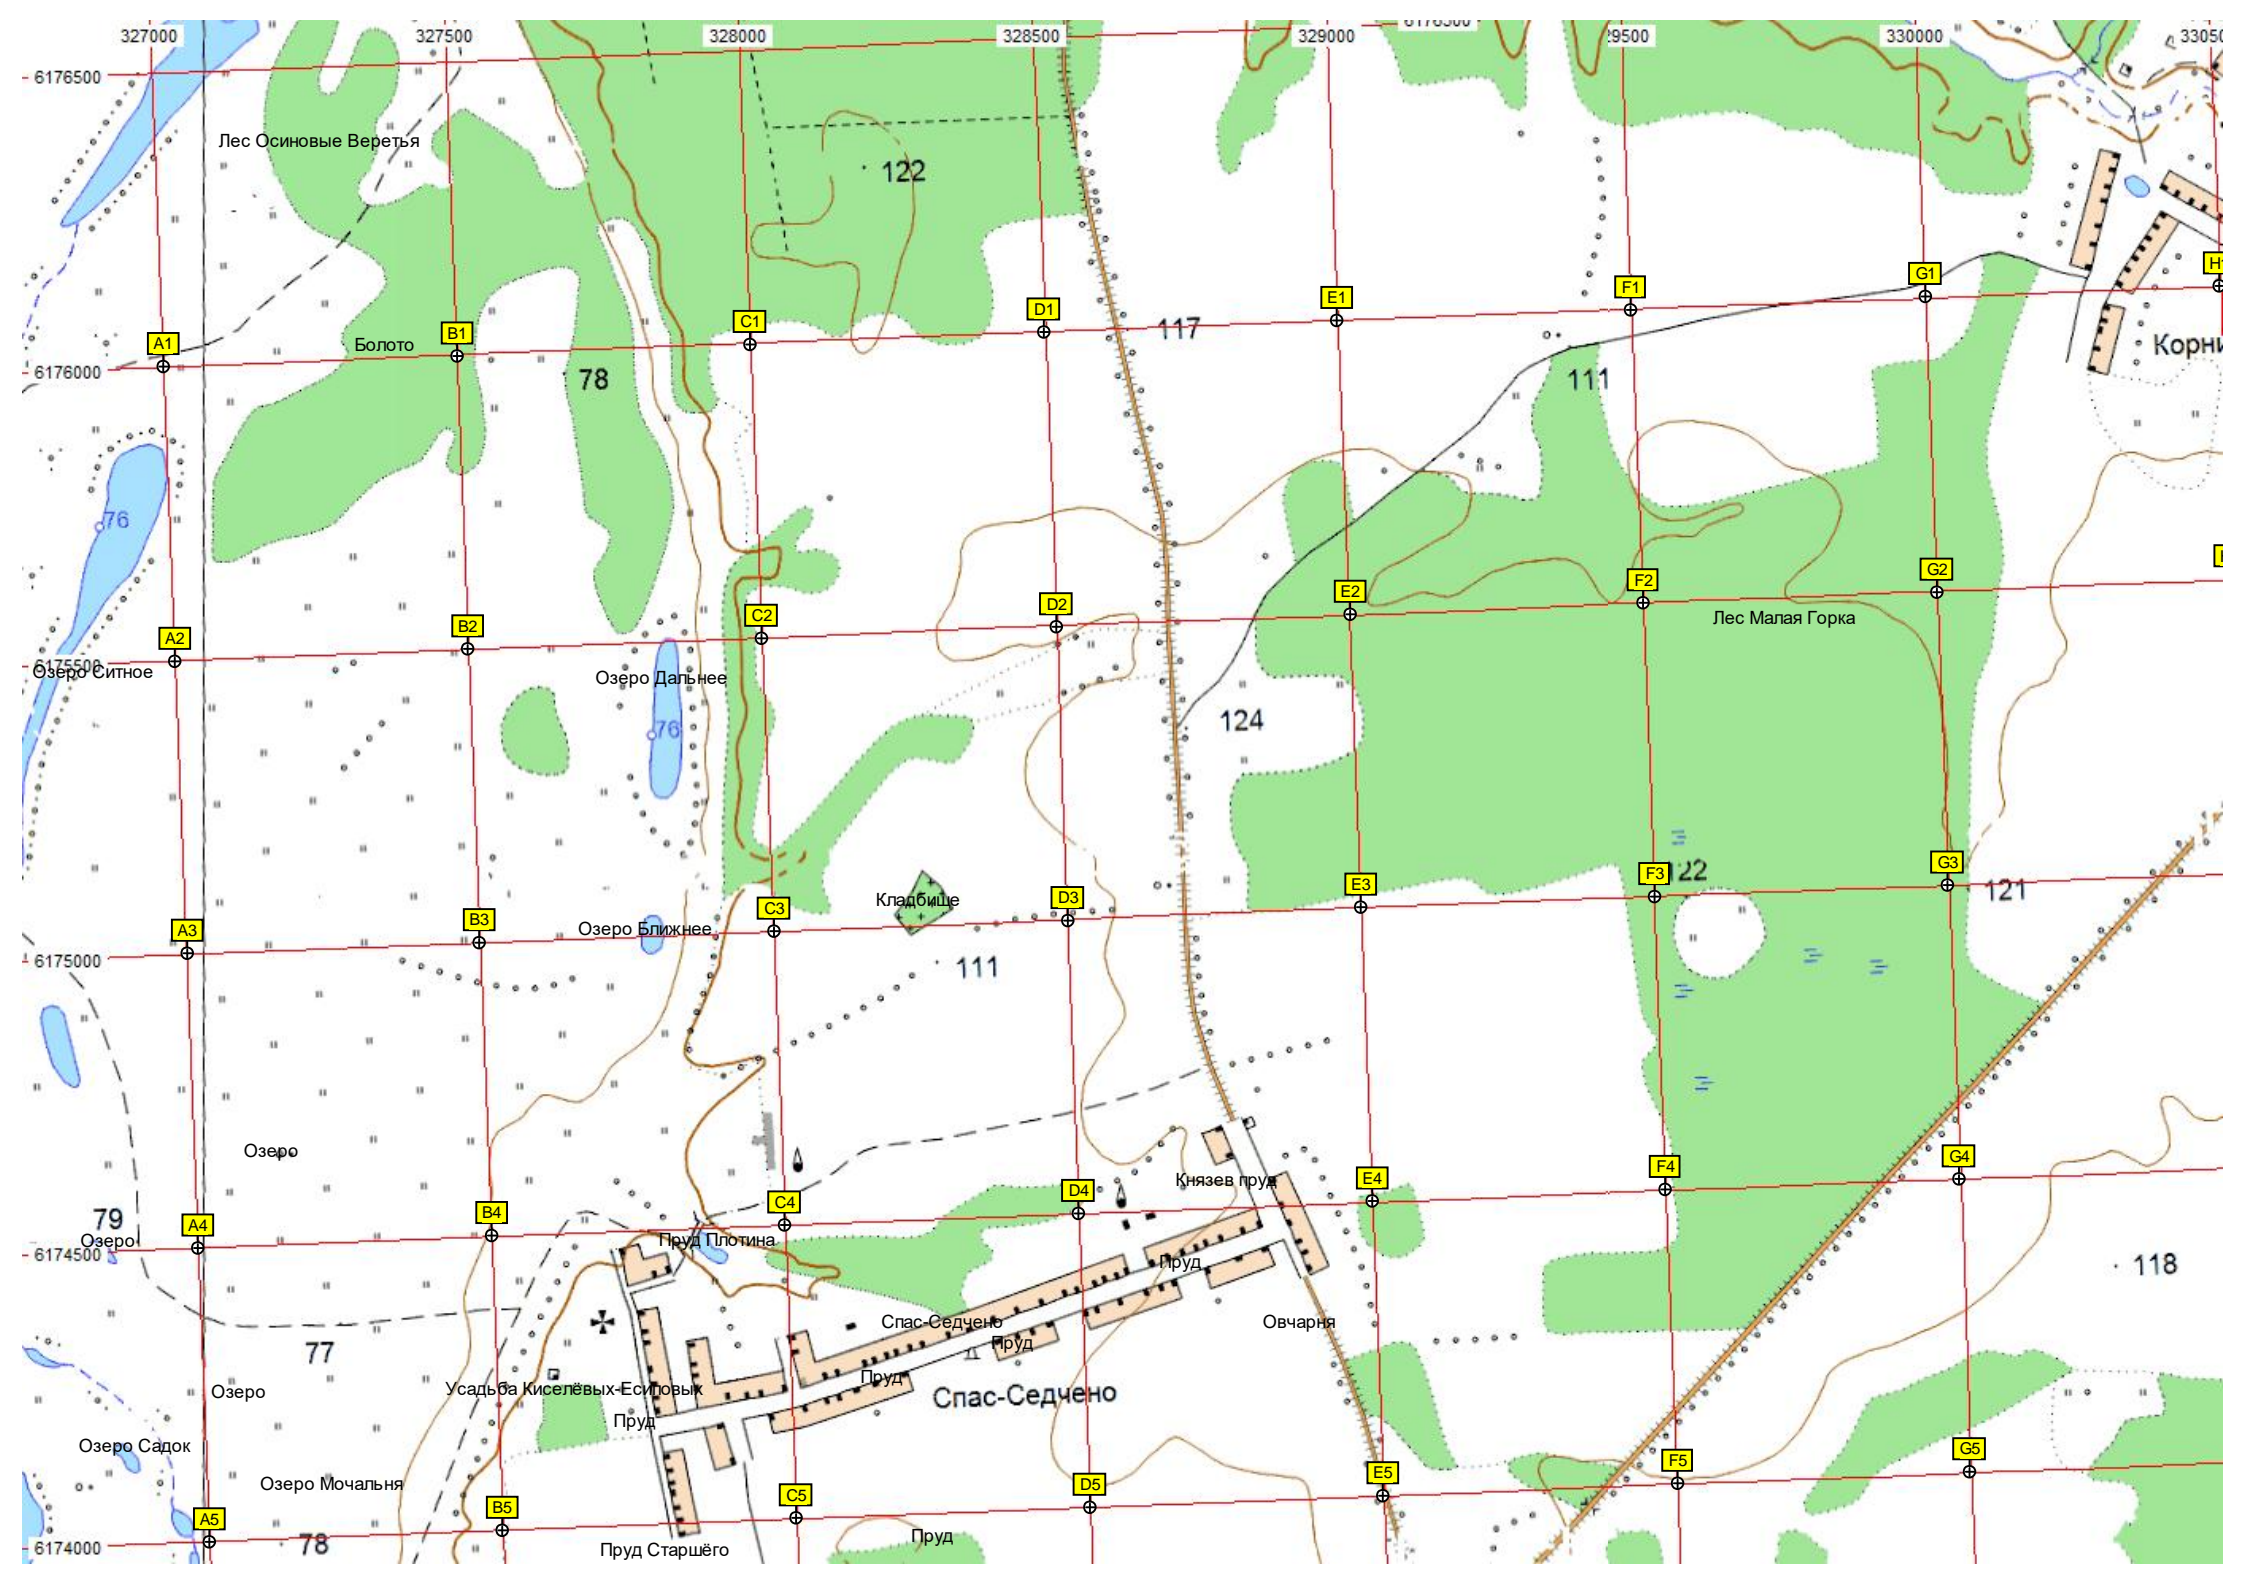 327000 327500 328000 328500 329000 6176500 29500 330000 33050
6176500
Лес Осиновые Веретья
122
G1
H1
F1
E1
D1
C1
B1
A1
117
Болото
Корни
6176000
78
111
76
G2
F2
E2
D2
C2
B2
A2
Лес Малая Горка
6175500
Озеро Ситное
Озеро Дальнее
124
76
G3
F3
122
E3
121
D3
Кладбище
C3
B3
A3
Озеро Ближнее
6175000
111
Озеро
G4
F4
E4
Князев пруд
D4
C4
B4
A4
79
Озеро
Пруд Плотина
6174500
Пруд
118
Спас-Седчено
Овчарня
Пруд
77
Пруд
Усадьба Киселёвых-Есиповых
Озеро
Спас-Седчено
Пруд
Озеро Садок
G5
F5
E5
D5
C5
B5
A5
Озеро Мочальня
Пруд
6174000
78
Пруд Старшёго